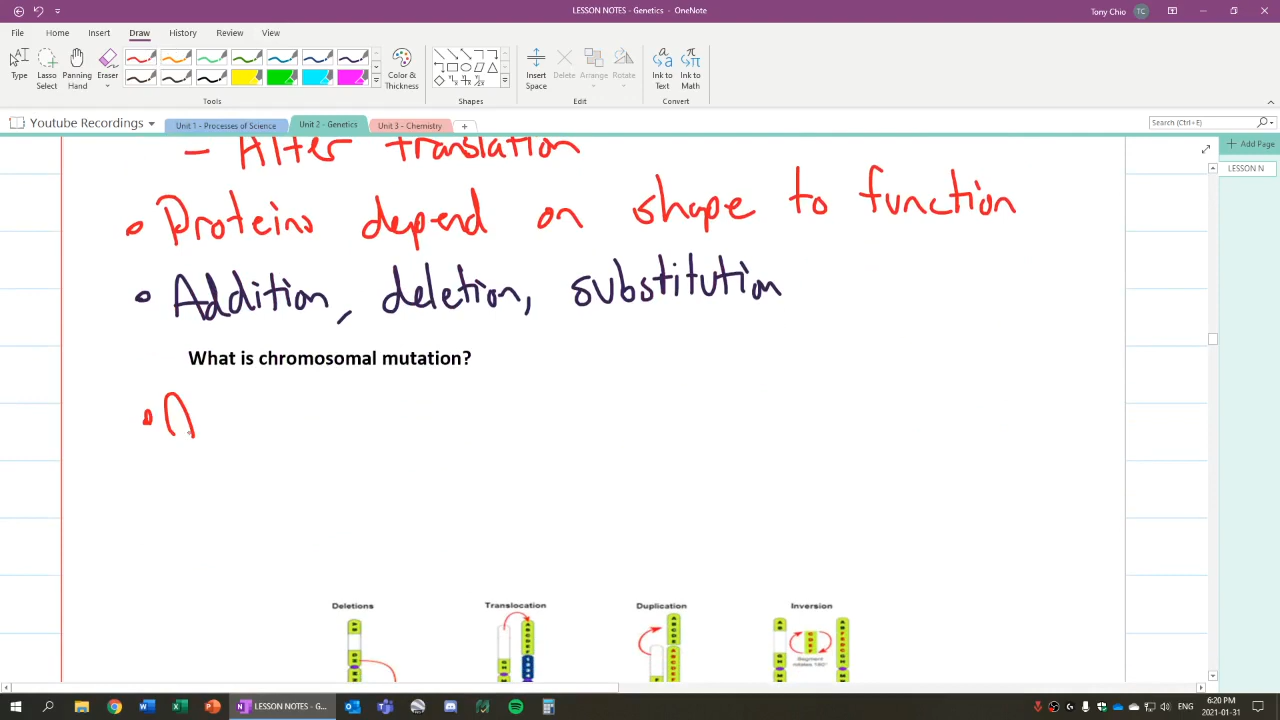 LESSON NOTES - Genetics - OneNote
Tony Chio TC
File Home Insert Draw History Review View
Type Lasso Select Panning Hand Eraser Color & Thickness Insert Space Delete Arrange Rotate Ink to Text Ink to Math
Tools Shapes Edit Convert
Youtube Recordings Unit 1 - Processes of Science Unit 2 - Genetics Unit 3 - Chemistry Search (Ctrl+E)
Add Page
LESSON N
- Alter translation
• Proteins depend on shape to function
• Addition, deletion, substitution
What is chromosomal mutation?
Deletions Translocation Duplication Inversion
Segment rotates 180°
LESSON NOTES - G...
ENG
6:20 PM
2021-01-31